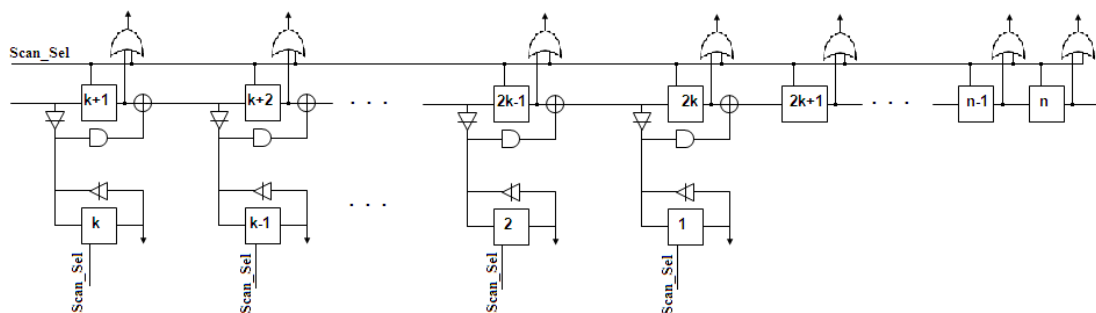 Scan_Sel
k+1
k+2
. . .
2k-1
2k
2k+1
. . .
n-1
n
. . .
k
k-1
2
1
Scan_Sel
Scan_Sel
Scan_Sel
Scan_Sel